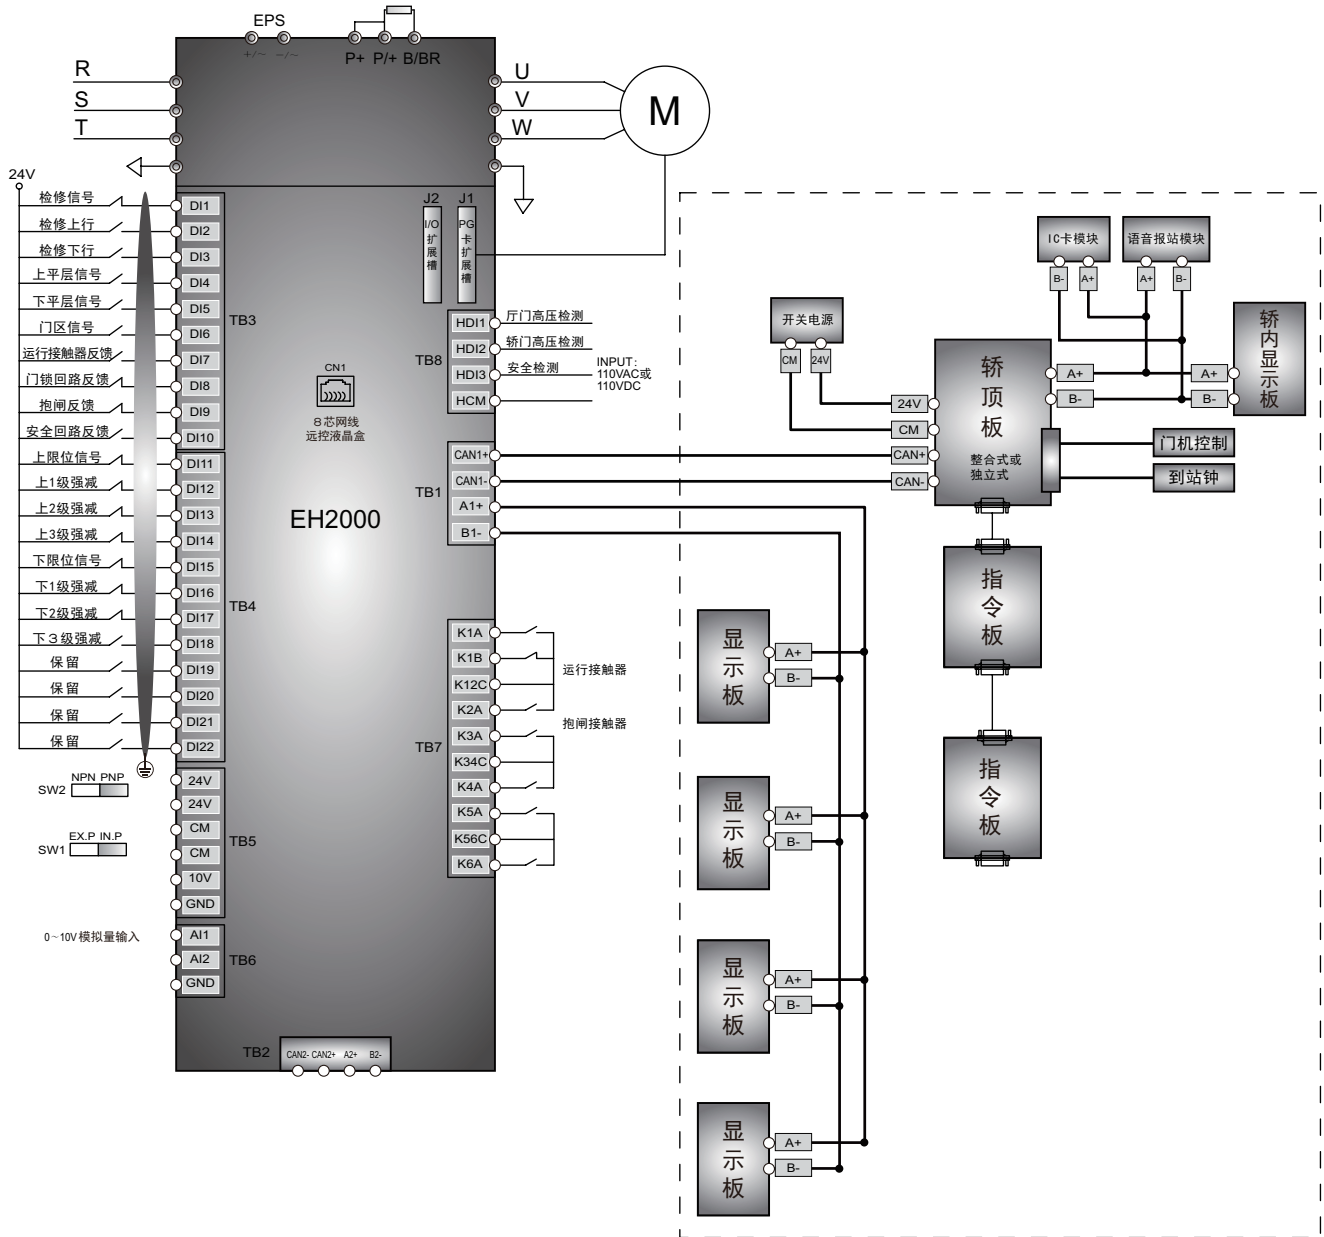 EPS
+/～ -/～
P+ P/+ B/BR
R
S
T
U
V
W
M
24V
检修信号 DI1
检修上行 DI2
检修下行 DI3
上平层信号 DI4
下平层信号 DI5
门区信号 DI6
运行接触器反馈 DI7
门锁回路反馈 DI8
抱闸反馈 DI9
安全回路反馈 DI10
TB3
上限位信号 DI11
上1级强减 DI12
上2级强减 DI13
上3级强减 DI14
下限位信号 DI15
下1级强减 DI16
下2级强减 DI17
下３级强减 DI18
保留 DI19
保留 DI20
保留 DI21
保留 DI22
TB4
NPN PNP
SW2
EX.P IN.P
SW1
24V
24V
CM
CM
10V
GND
TB5
0~10V模拟量输入
AI1
AI2
GND
TB6
TB2
CAN2- CAN2+ A2+ B2-
J2 J1
I/O扩展槽
PG卡扩展槽
CN1
8芯网线
远控液晶盒
EH2000
TB8
HDI1 厅门高压检测
HDI2 轿门高压检测
HDI3 安全检测
HCM
INPUT:
110VAC或
110VDC
TB1
CAN1+
CAN1-
A1+
B1-
TB7
K1A
K1B
K12C
K2A
K3A
K34C
K4A
K5A
K56C
K6A
运行接触器
抱闸接触器
开关电源
CM 24V
IC卡模块
B- A+
语音报站模块
A+ B-
轿顶板
整合式或
独立式
24V
CM
CAN+
CAN-
A+
B-
A+
B-
轿内显示板
门机控制
到站钟
指令板
指令板
显示板
A+
B-
显示板
A+
B-
显示板
A+
B-
显示板
A+
B-